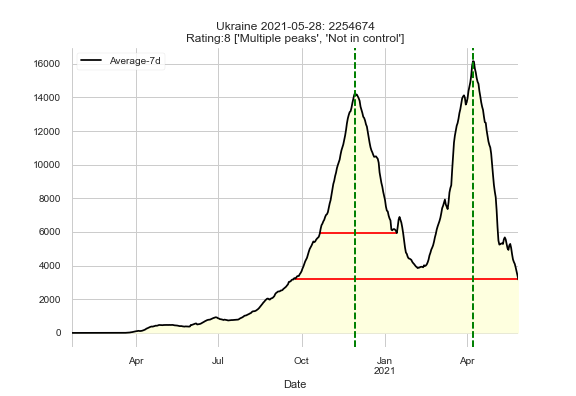 Ukraine 2021-05-28: 2254674
Rating:8 ['Multiple peaks', 'Not in control']
Average-7d
16000
14000
12000
10000
8000
6000
4000
2000
0
Apr
Jul
Oct
Jan
2021
Apr
Date